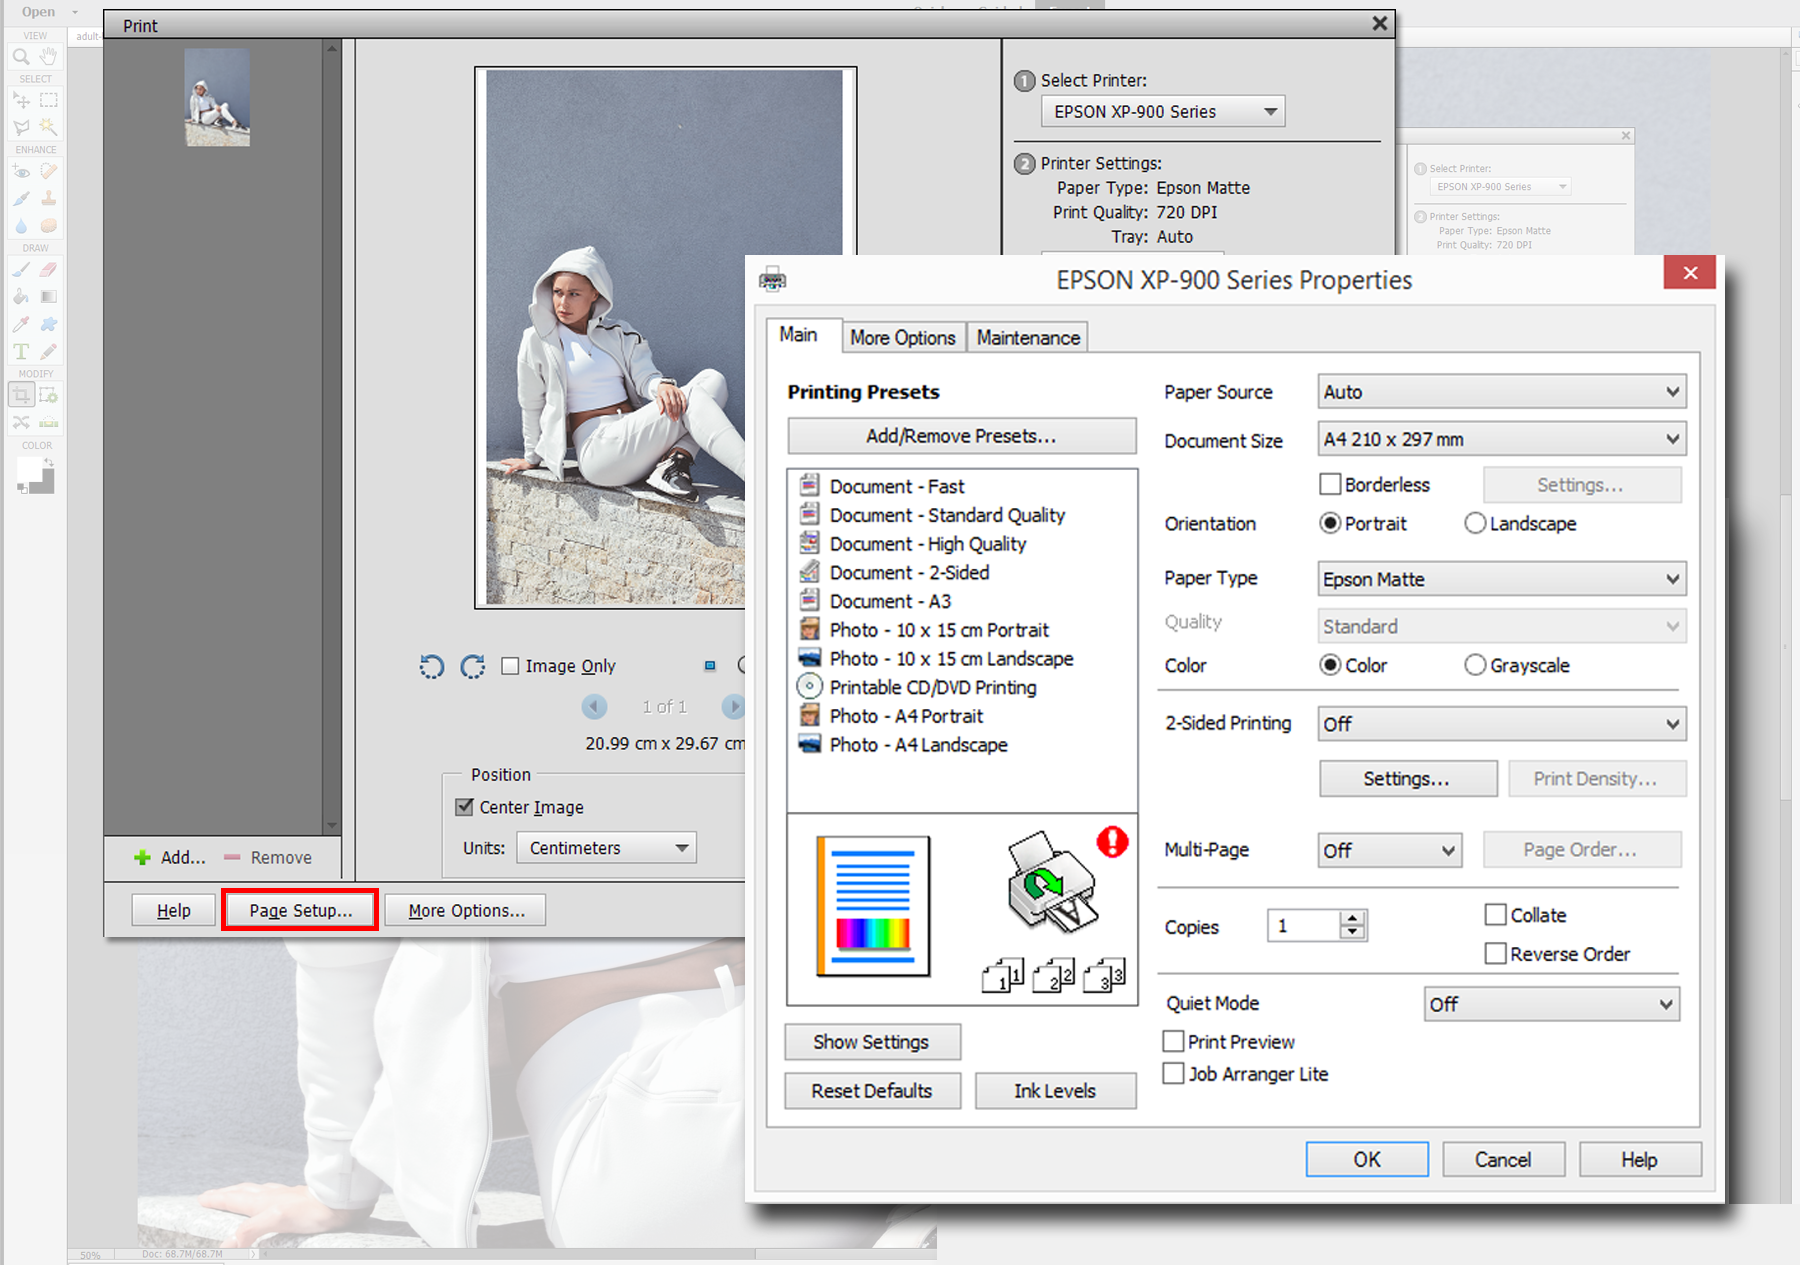 Open
VIEW
SELECT
ENHANCE
DRAW
MODIFY
COLOR
Print
1 Select Printer:
EPSON XP-900 Series
2 Printer Settings:
Paper Type: Epson Matte
Print Quality: 720 DPI
Tray: Auto
Image Only
1 of 1
20.99 cm x 29.67 cm
Position
Center Image
Units: Centimeters
Add... Remove
Help Page Setup... More Options...
1 Select Printer:
EPSON XP-900 Series
2 Printer Settings:
Paper Type: Epson Matte
Print Quality: 720 DPI
EPSON XP-900 Series Properties
Main More Options Maintenance
Printing Presets
Add/Remove Presets...
Document - Fast
Document - Standard Quality
Document - High Quality
Document - 2-Sided
Document - A3
Photo - 10 x 15 cm Portrait
Photo - 10 x 15 cm Landscape
Printable CD/DVD Printing
Photo - A4 Portrait
Photo - A4 Landscape
1 1 2 2 3 3
Show Settings
Reset Defaults Ink Levels
Paper Source Auto
Document Size A4 210 x 297 mm
Borderless Settings...
Orientation Portrait Landscape
Paper Type Epson Matte
Quality Standard
Color Color Grayscale
2-Sided Printing Off
Settings... Print Density...
Multi-Page Off Page Order...
Copies 1 Collate
Reverse Order
Quiet Mode Off
Print Preview
Job Arranger Lite
OK Cancel Help
50% Doc: 68.7M/68.7M